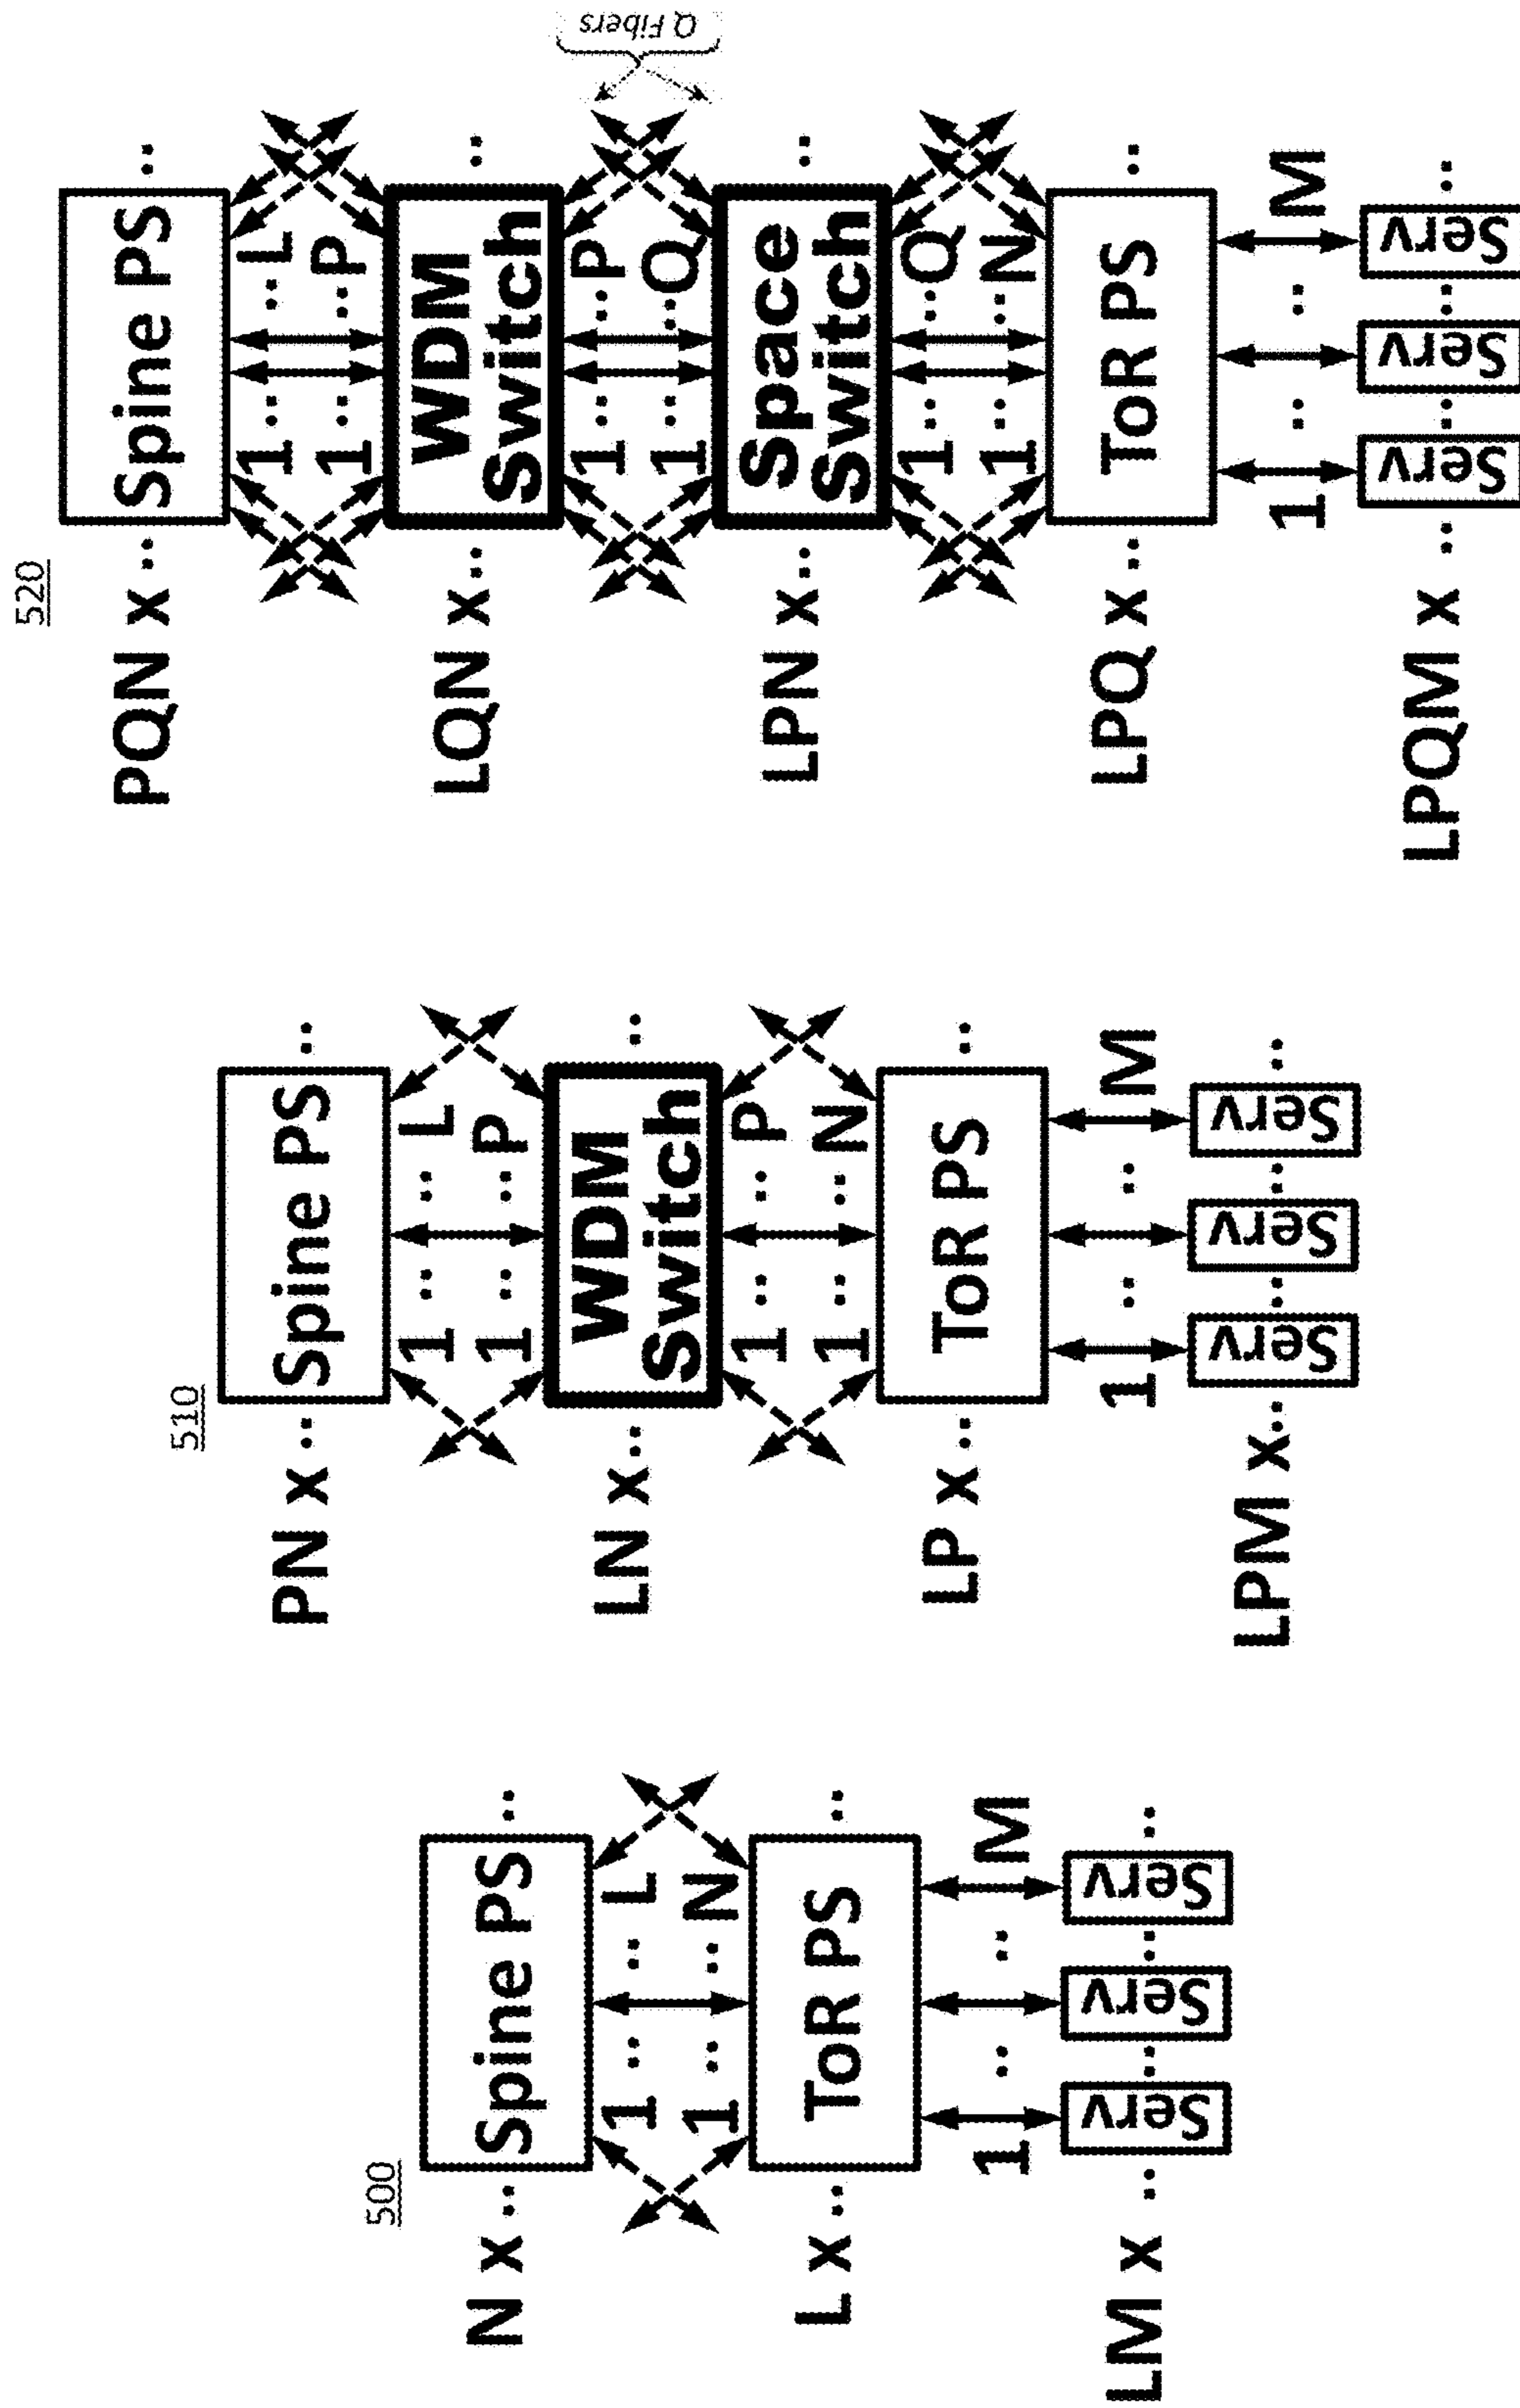 500
N x ..
Spine PS
..
1 .. .. L
1 .. .. N
L x ..
ToR PS
..
1 .. .. M
LM x ..
Serv .. Serv .. Serv ..
510
PN x ..
Spine PS
..
1 .. .. L
1 .. .. P
LN x ..
WDM
Switch
..
1 .. .. P
1 .. .. N
LP x ..
ToR PS
..
1 .. .. M
LPM x ..
Serv .. Serv .. Serv ..
520
PQN x ..
Spine PS
..
1 .. .. L
1 .. .. P
LQN x ..
WDM
Switch
..
1 .. .. P
1 .. .. Q
Q Fibers
LPN x ..
Space
Switch
..
1 .. .. Q
1 .. .. N
LPQ x ..
ToR PS
..
1 .. .. M
LPQM x ..
Serv .. Serv .. Serv ..